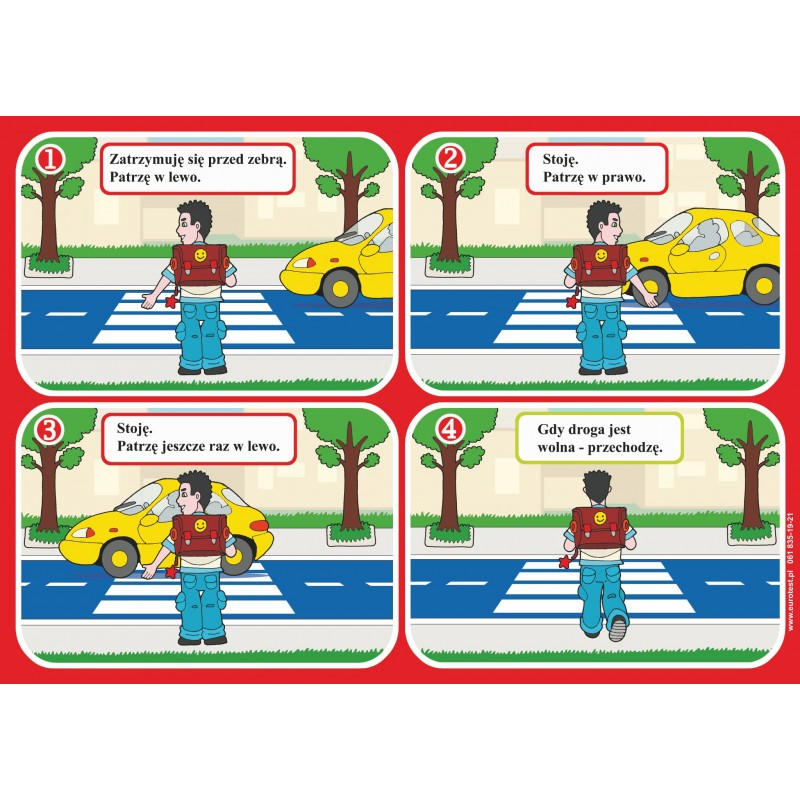 1
Zatrzymuję się przed zebrą.
Patrzę w lewo.
2
Stoję.
Patrzę w prawo.
3
Stoję.
Patrzę jeszcze raz w lewo.
4
Gdy droga jest
wolna - przechodzę.
www.eurotest.pl 061 835-19-21